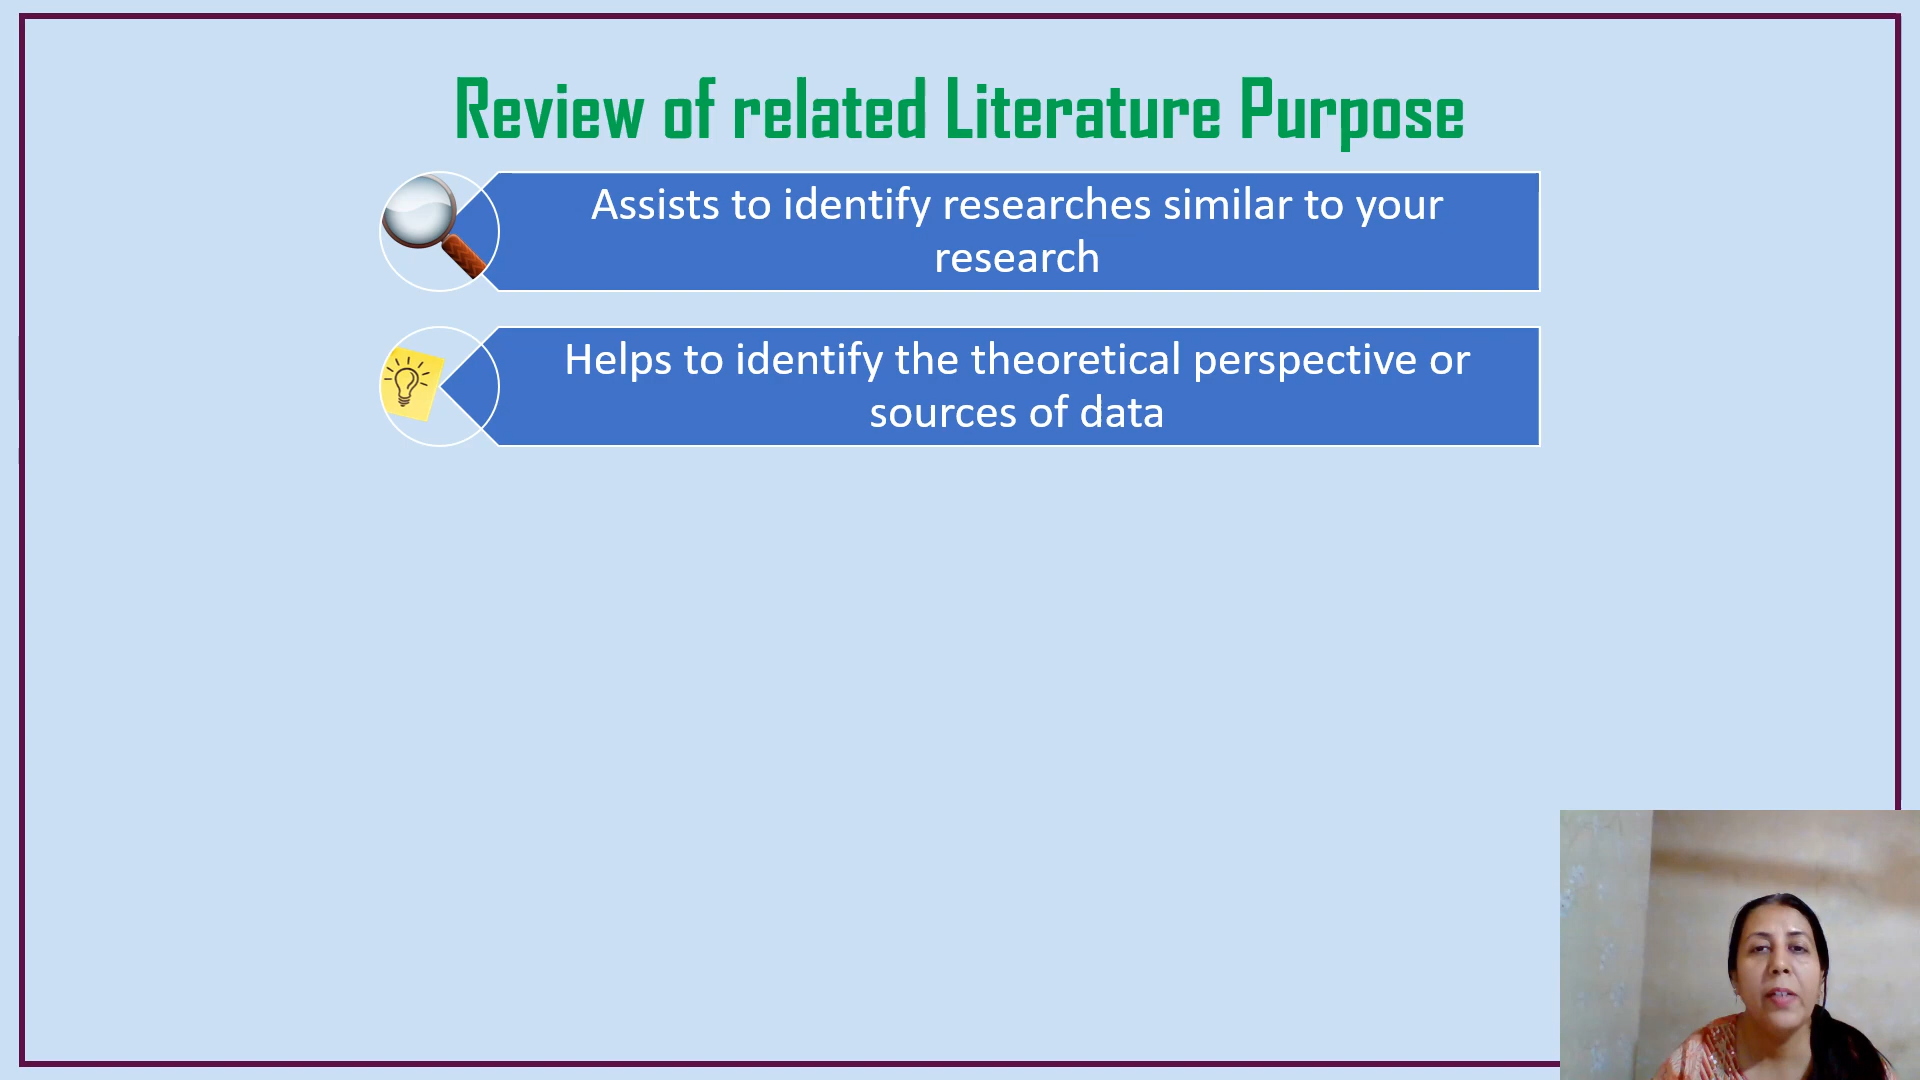 Review of related Literature Purpose
Assists to identify researches similar to your
research
Helps to identify the theoretical perspective or
sources of data